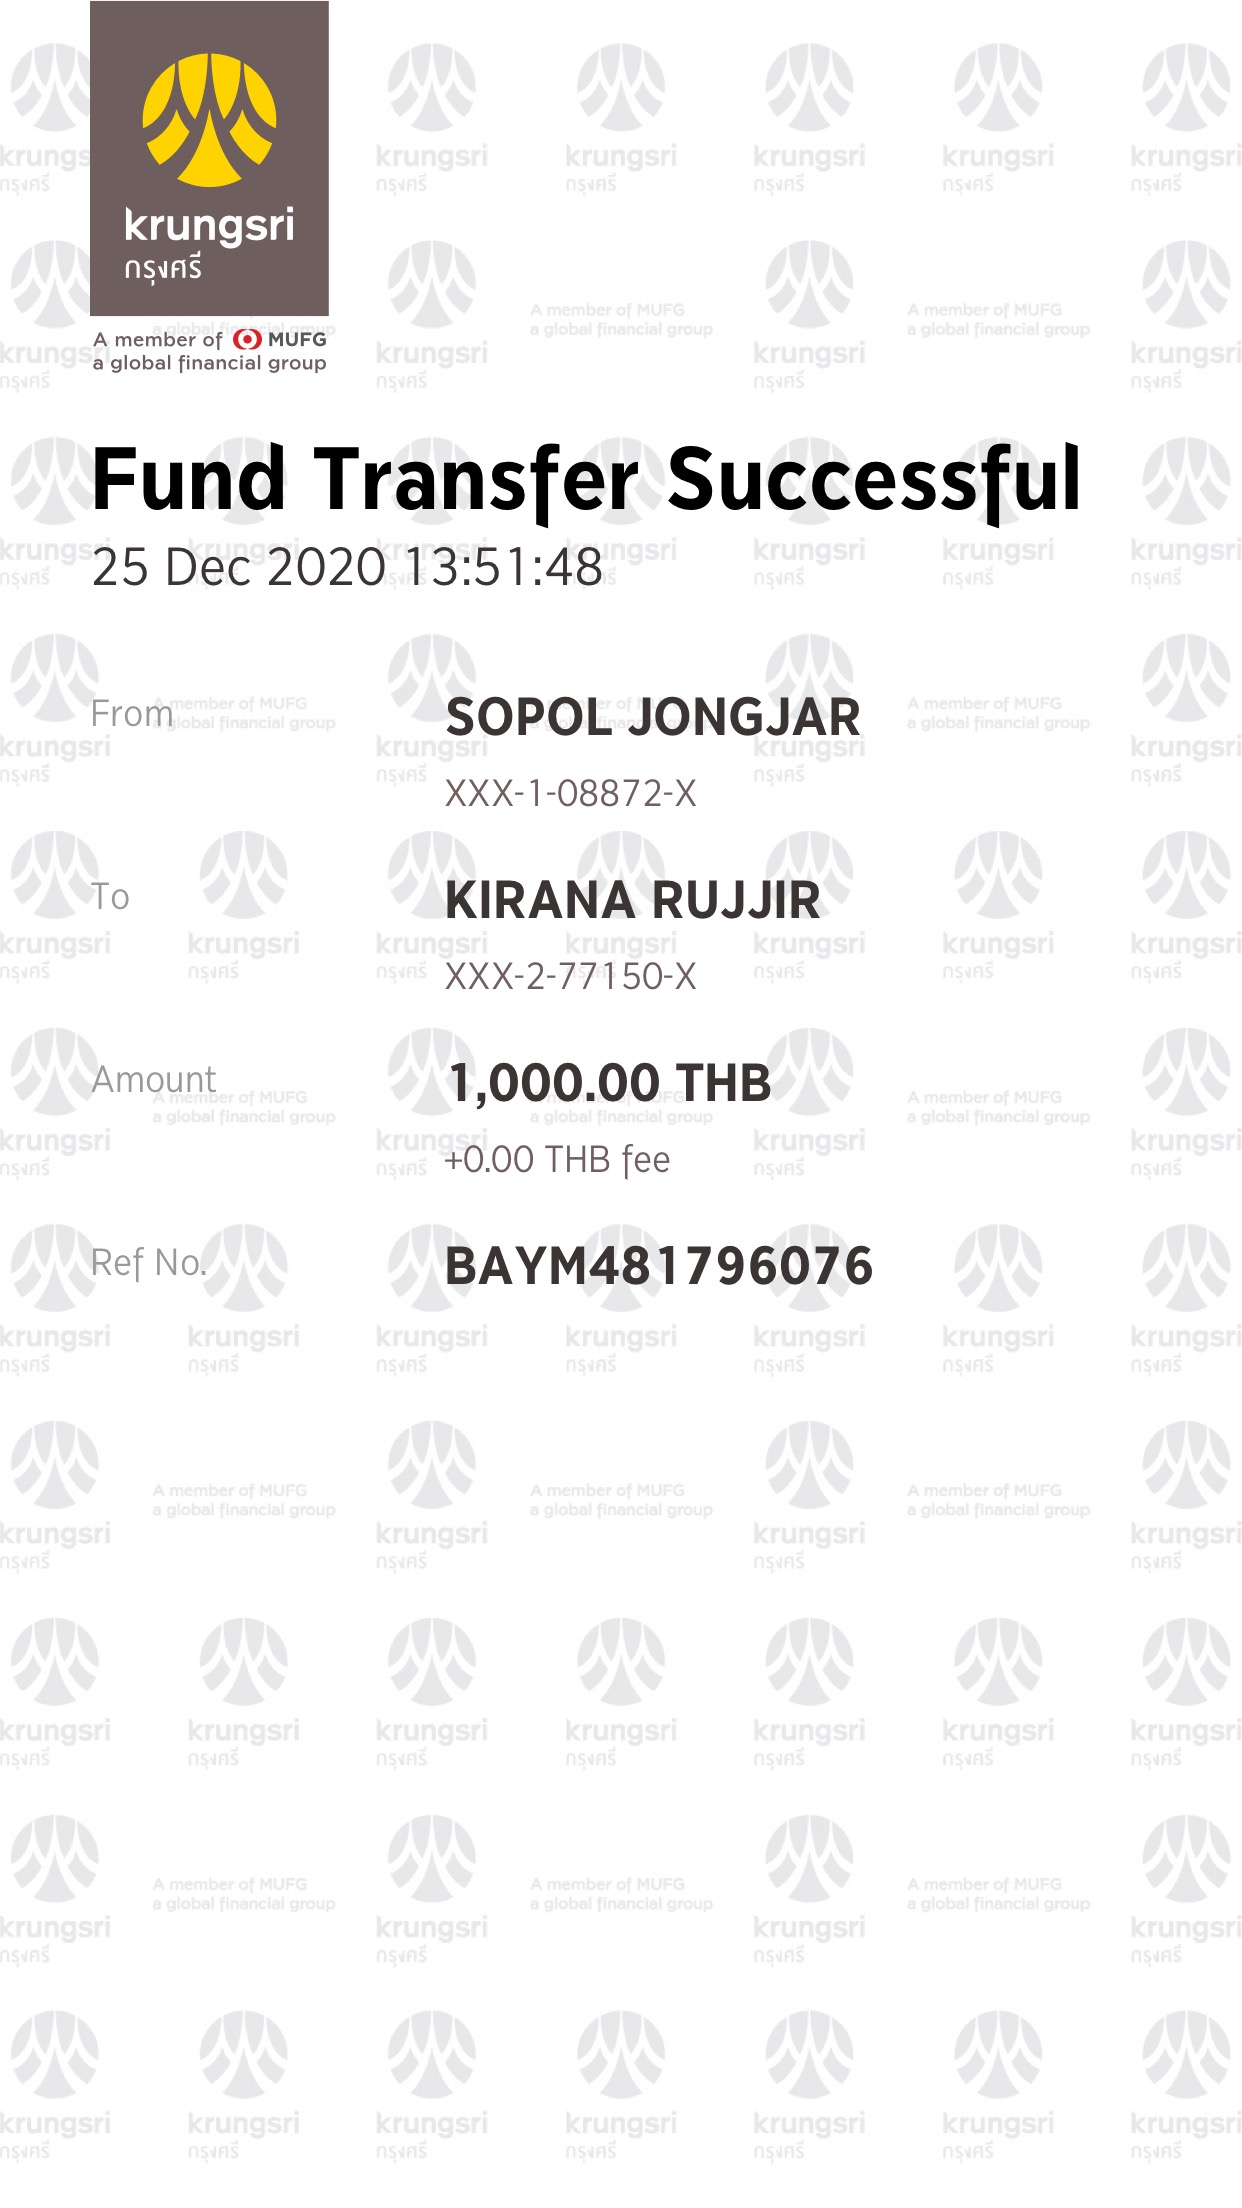 krungsri
กรุงศรี
A member of MUFG
a global financial group
Fund Transfer Successful
25 Dec 2020 13:51:48
From
SOPOL JONGJAR
XXX-1-08872-X
To
KIRANA RUJJIR
XXX-2-77150-X
Amount
1,000.00 THB
+0.00 THB fee
Ref No.
BAYM481796076